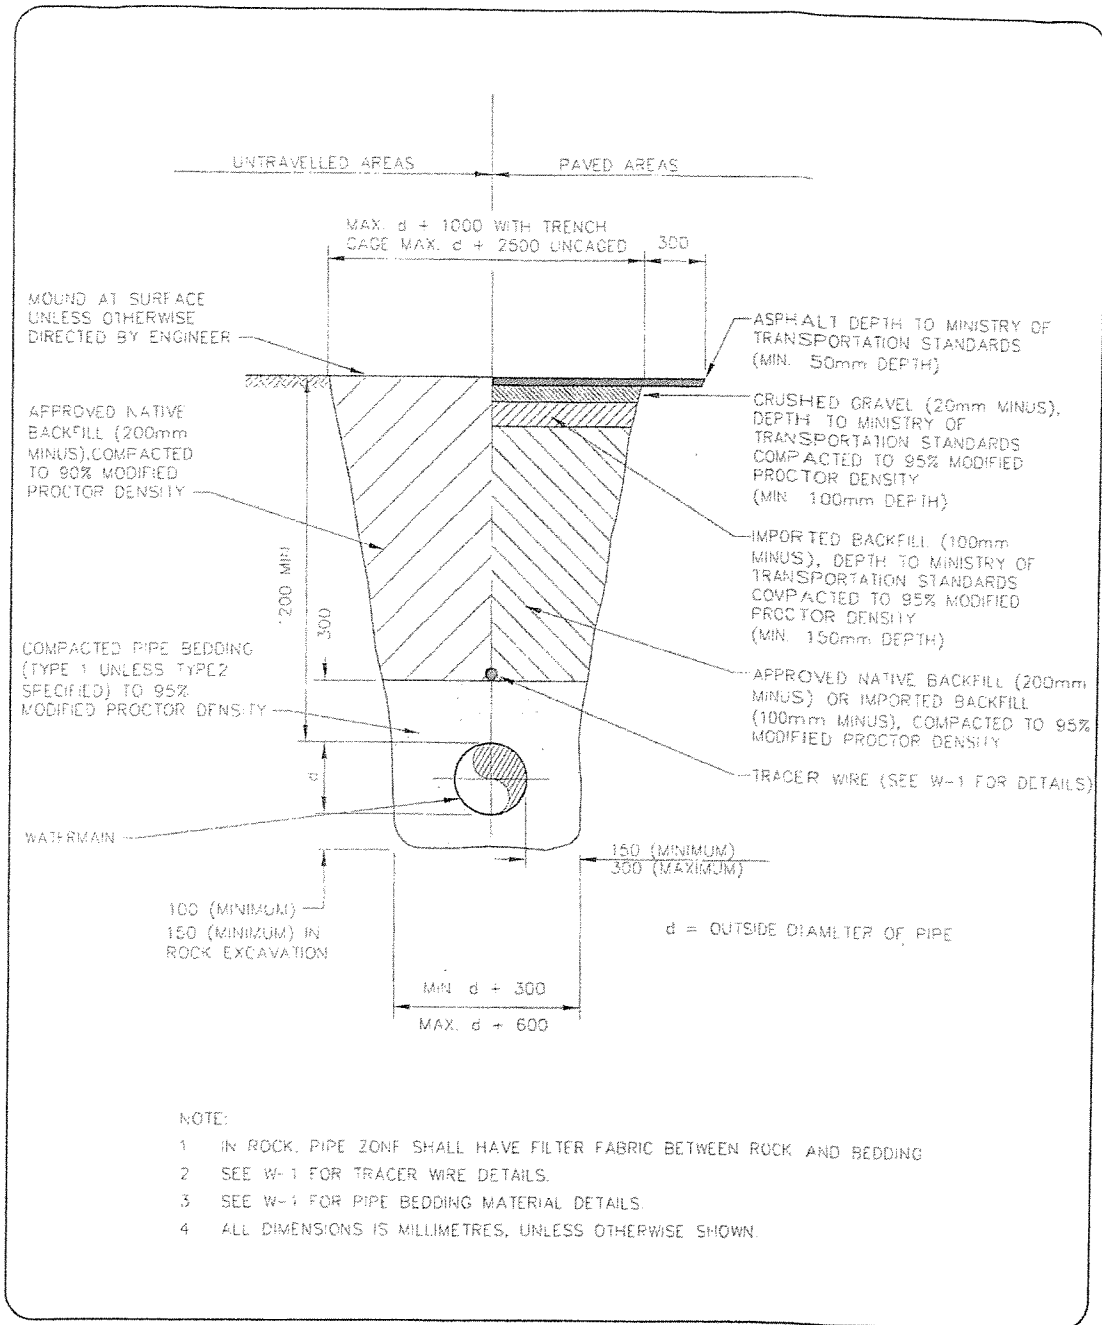 UNTRAVELLED AREAS
PAVED AREAS
MAX. d + 1000 WITH TRENCH
CAGE MAX. d + 2500 UNCAGED
300
MOUND AT SURFACE
UNLESS OTHERWISE
DIRECTED BY ENGINEER
APPROVED NATIVE
BACKFILL (200mm
MINUS),COMPACTED
TO 90% MODIFIED
PROCTOR DENSITY
1200 MIN
300
COMPACTED PIPE BEDDING
(TYPE 1 UNLESS TYPE2
SPECIFIED) TO 95%
MODIFIED PROCTOR DENSITY
d
WATERMAIN
100 (MINIMUM)
150 (MINIMUM) IN
ROCK EXCAVATION
ASPHALT DEPTH TO MINISTRY OF
TRANSPORTATION STANDARDS
(MIN. 50mm DEPTH)
CRUSHED GRAVEL (20mm MINUS),
DEPTH TO MINISTRY OF
TRANSPORTATION STANDARDS
COMPACTED TO 95% MODIFIED
PROCTOR DENSITY
(MIN. 100mm DEPTH)
IMPORTED BACKFILL (100mm
MINUS), DEPTH TO MINISTRY OF
TRANSPORTATION STANDARDS
COMPACTED TO 95% MODIFIED
PROCTOR DENSITY
(MIN. 150mm DEPTH)
APPROVED NATIVE BACKFILL (200mm
MINUS) OR IMPORTED BACKFILL
(100mm MINUS), COMPACTED TO 95%
MODIFIED PROCTOR DENSITY
TRACER WIRE (SEE W-1 FOR DETAILS)
150 (MINIMUM)
300 (MAXIMUM)
d = OUTSIDE DIAMETER OF PIPE
MIN. d + 300
MAX. d + 600
NOTE:
1 IN ROCK, PIPE ZONE SHALL HAVE FILTER FABRIC BETWEEN ROCK AND BEDDING
2 SEE W-1 FOR TRACER WIRE DETAILS.
3 SEE W-1 FOR PIPE BEDDING MATERIAL DETAILS.
4 ALL DIMENSIONS IS MILLIMETRES, UNLESS OTHERWISE SHOWN.